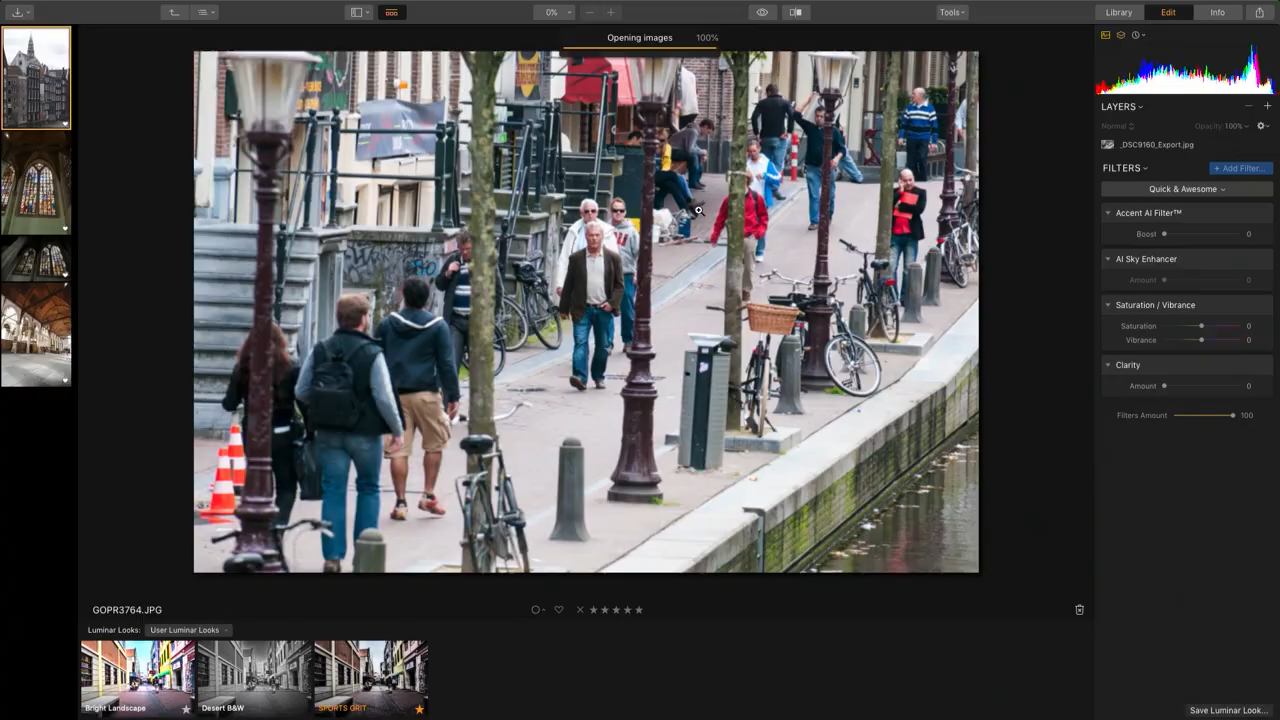 0%
Tools
Library
Edit
Info
Opening images 100%
LAYERS
Normal
Opacity: 100%
_DSC9160_Export.jpg
FILTERS
+ Add Filter...
Quick & Awesome
Accent AI Filter™
Boost 0
AI Sky Enhancer
Amount 0
Saturation / Vibrance
Saturation 0
Vibrance 0
Clarity
Amount 0
Filters Amount 100
GOPR3764.JPG
Luminar Looks: User Luminar Looks
Bright Landscape
Desert B&W
SPORTS GRIT
Save Luminar Look...